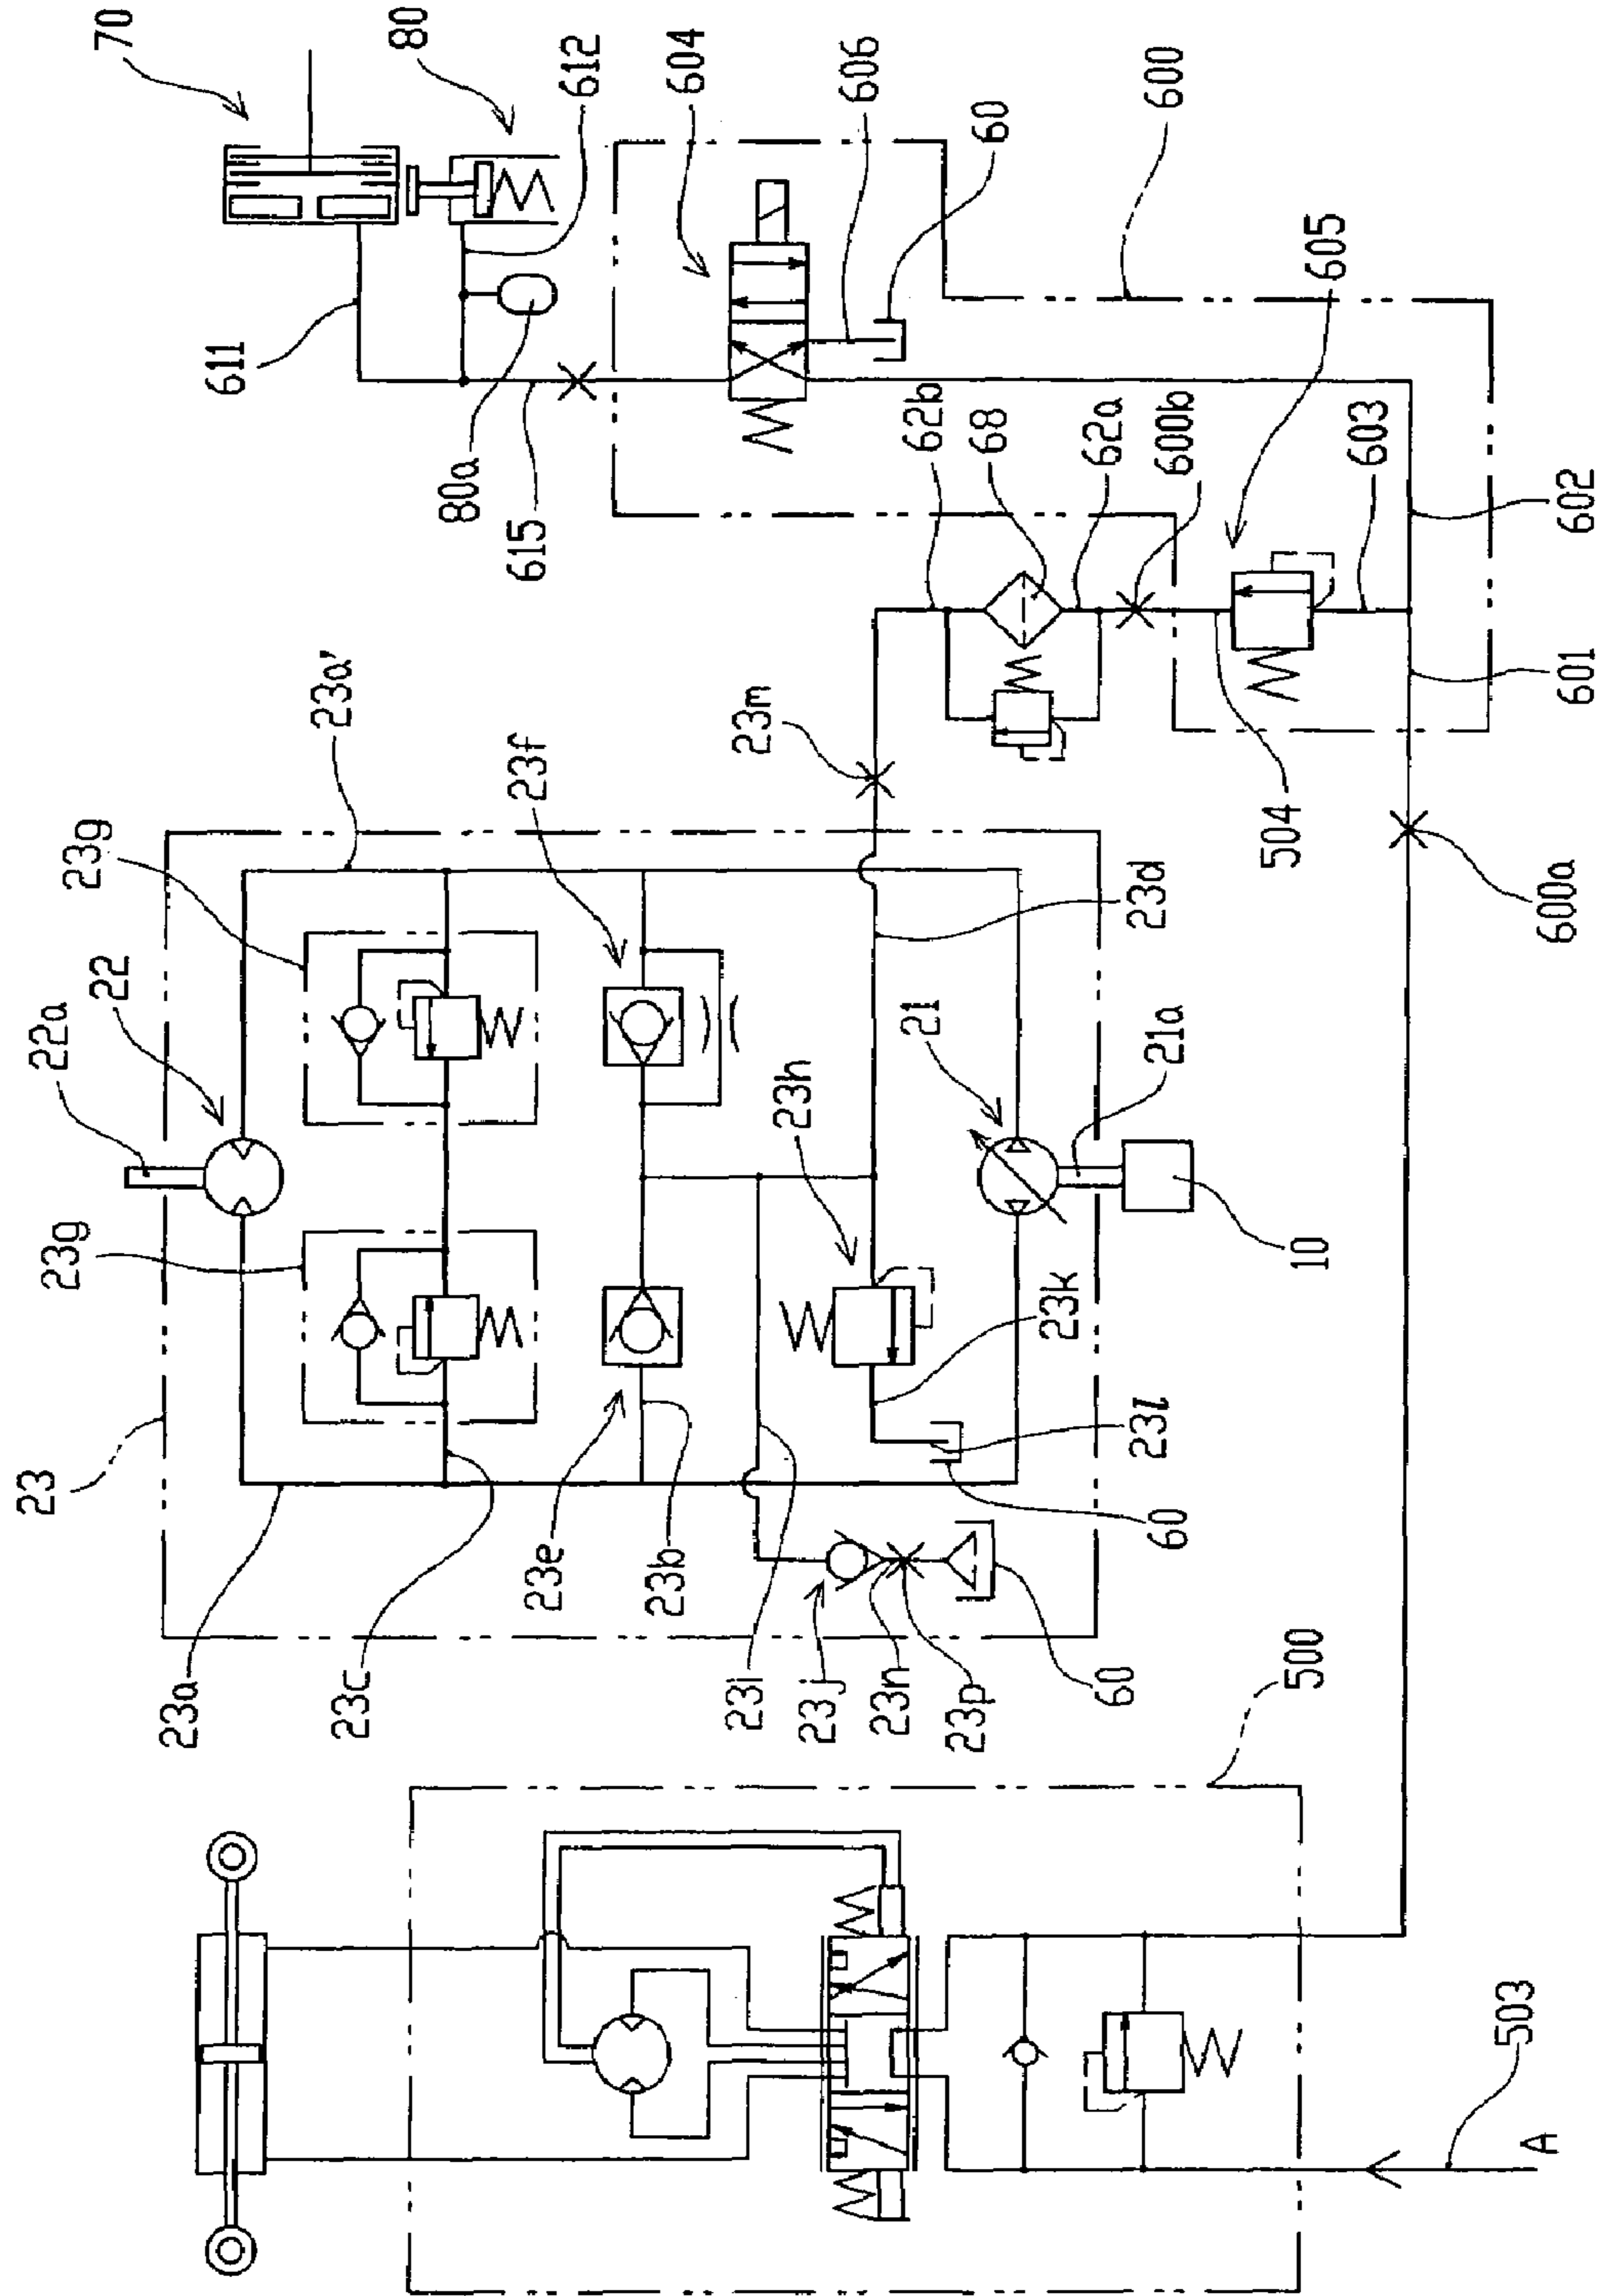 70
80
612
604
606
60
600
611
80a
615
62b
68
62a
600b
605
603
602
601
504
600a
23m
23a'
23f
23g
22
22a
23g
23
23h
21
23d
21a
10
23k
23l
60
23a
23c
23e
23b
23i
23j
23n
23p
60
500
503
A